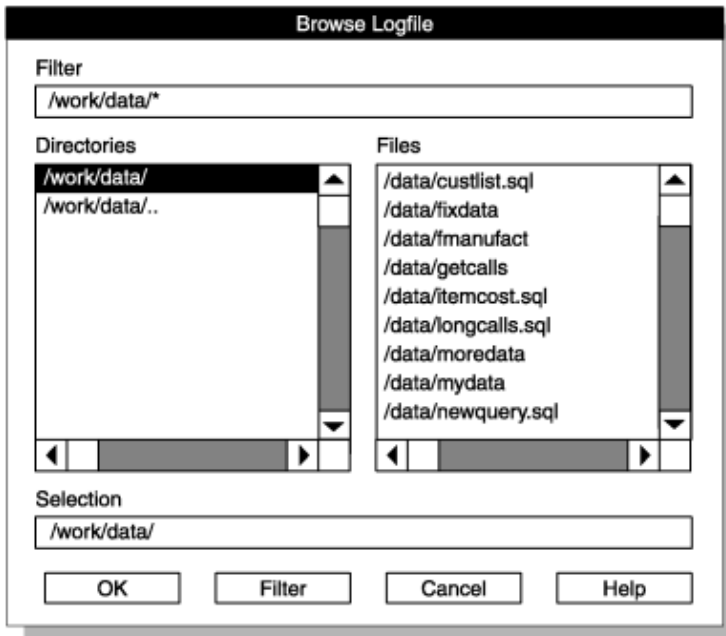 Browse Logfile
Filter
/work/data/*
Directories
/work/data/
/work/data/..
Files
/data/custlist.sql
/data/fixdata
/data/fmanufact
/data/getcalls
/data/itemcost.sql
/data/longcalls.sql
/data/moredata
/data/mydata
/data/newquery.sql
Selection
/work/data/
OK
Filter
Cancel
Help